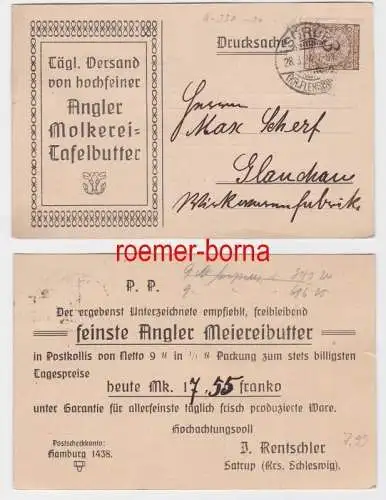 Drucksache
Tägl. Versand
von hochfeiner
Angler
Molkerei-
Tafelbutter
Herrn
Max Scherf
Glauchau
Wirkwarenfabrik
roemer-borna
P. P.
Der ergebenst Unterzeichnete empfiehlt, freibleibend
feinste Angler Meiereibutter
in Postkollis von Netto 9 ℔ in ½ ℔ Packung zum stets billigsten
Tagespreise
heute Mk. 17.55 franko
unter Garantie für allerfeinste täglich frisch produzierte Ware.
Hochachtungsvoll
Postscheckkonto:
Hamburg 1438.
J. Rentschler
Satrup (Krs. Schleswig).